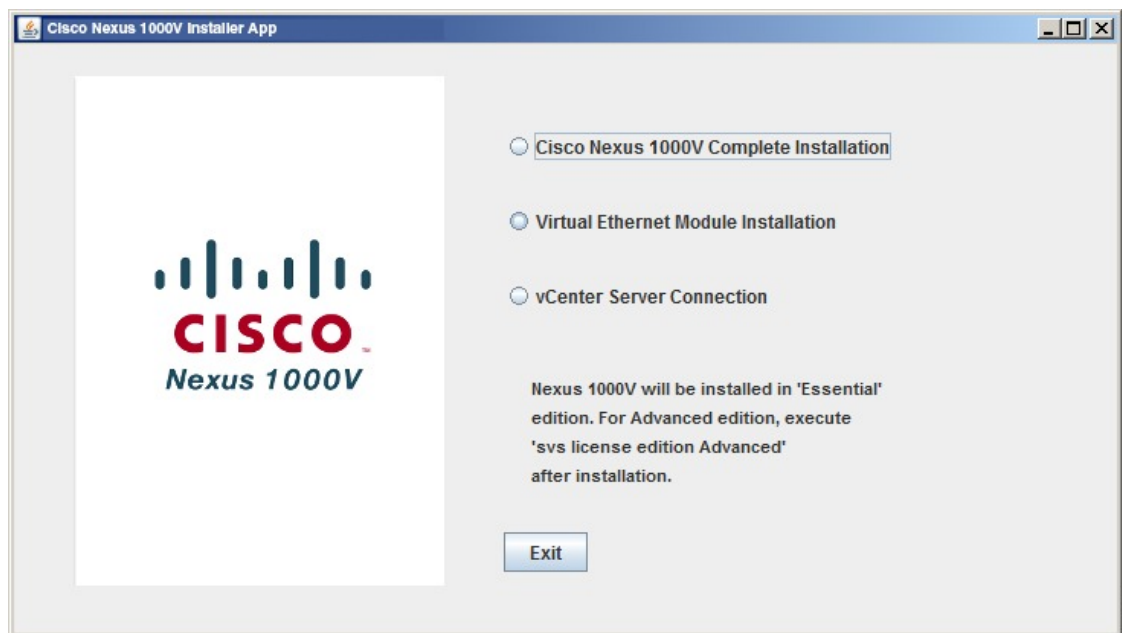 Cisco Nexus 1000V Installer App
Cisco Nexus 1000V Complete Installation
Virtual Ethernet Module Installation
vCenter Server Connection
CISCO™
Nexus 1000V
Nexus 1000V will be installed in 'Essential'
edition. For Advanced edition, execute
'svs license edition Advanced'
after installation.
Exit